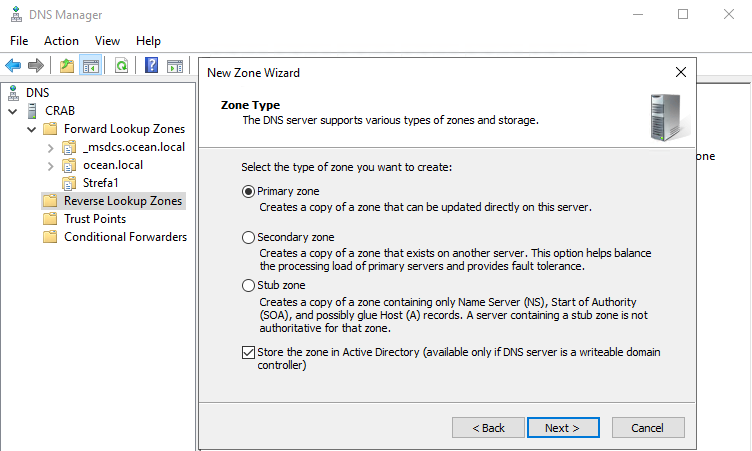 DNS Manager
File Action View Help
New Zone Wizard
DNS
CRAB
Forward Lookup Zones
_msdcs.ocean.local
ocean.local
Strefa1
Reverse Lookup Zones
Trust Points
Conditional Forwarders
Zone Type
The DNS server supports various types of zones and storage.
one
Select the type of zone you want to create:
Primary zone
Creates a copy of a zone that can be updated directly on this server.
Secondary zone
Creates a copy of a zone that exists on another server. This option helps balance
the processing load of primary servers and provides fault tolerance.
Stub zone
Creates a copy of a zone containing only Name Server (NS), Start of Authority
(SOA), and possibly glue Host (A) records. A server containing a stub zone is not
authoritative for that zone.
Store the zone in Active Directory (available only if DNS server is a writeable domain
controller)
< Back Next > Cancel